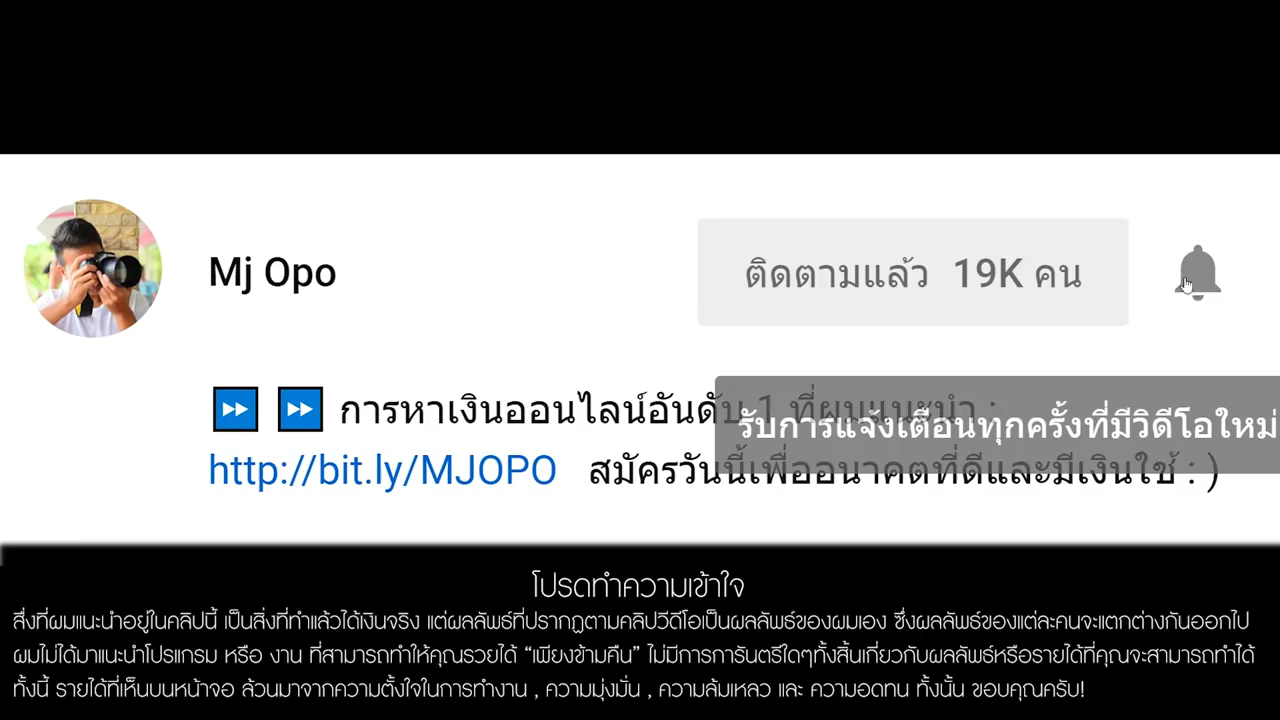 Mj Opo
ติดตามแล้ว 19K คน
⏩ ⏩ การหาเงินออนไลน์อันดับ 1 ที่ผมแนะนำ :
รับการแจ้งเตือนทุกครั้งที่มีวิดีโอใหม่
http://bit.ly/MJOPO สมัครวันนี้เพื่ออนาคตที่ดีและมีเงินใช้ : )
โปรดทำความเข้าใจ
สิ่งที่ผมแนะนำอยู่ในคลิปนี้ เป็นสิ่งที่ทำแล้วได้เงินจริง แต่ผลลัพธ์ที่ปรากฏตามคลิปวีดีโอเป็นผลลัพธ์ของผมเอง ซึ่งผลลัพธ์ของแต่ละคนจะแตกต่างกันออกไป
ผมไม่ได้มาแนะนำโปรแกรม หรือ งาน ที่สามารถทำให้คุณรวยได้ “เพียงข้ามคืน” ไม่มีการการันตรีใดๆทั้งสิ้นเกี่ยวกับผลลัพธ์หรือรายได้ที่คุณจะสามารถทำได้
ทั้งนี้ รายได้ที่เห็นบนหน้าจอ ล้วนมาจากความตั้งใจในการทำงาน , ความมุ่งมั่น , ความล้มเหลว และ ความอดทน ทั้งนั้น ขอบคุณครับ!